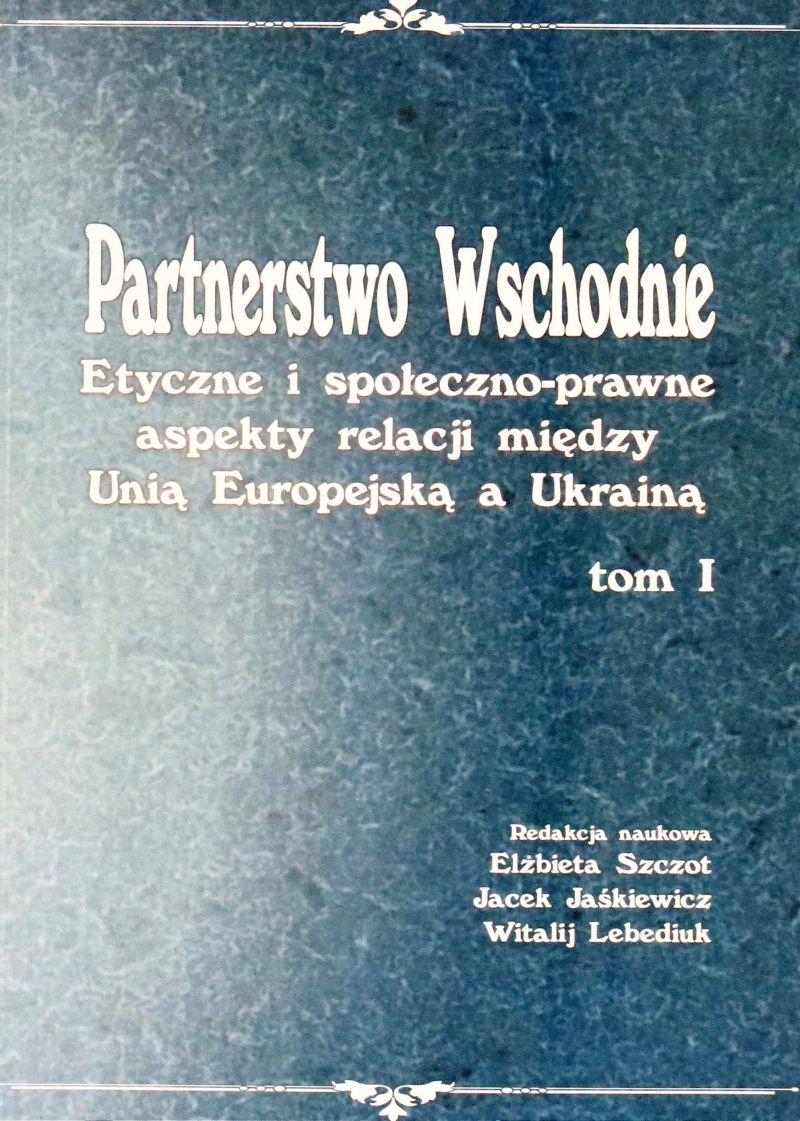 Partnerstwo Wschodnie
Etyczne i społeczno-prawne
aspekty relacji między
Unią Europejską a Ukrainą
tom I
Redakcja naukowa
Elżbieta Szczot
Jacek Jaśkiewicz
Witalij Lebediuk